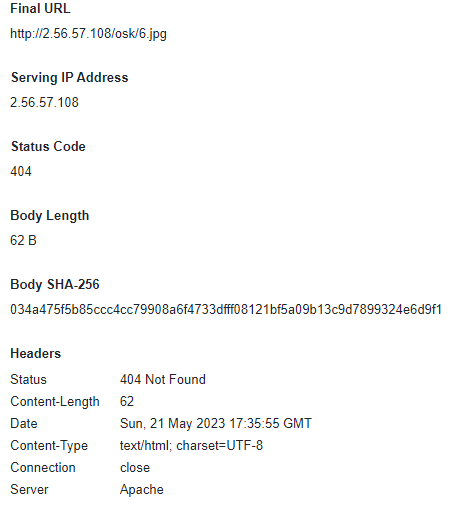 Final URL
http://2.56.57.108/osk/6.jpg
Serving IP Address
2.56.57.108
Status Code
404
Body Length
62 B
Body SHA-256
034a475f5b85ccc4cc79908a6f4733dfff08121bf5a09b13c9d7899324e6d9f1
Headers
Status 404 Not Found
Content-Length 62
Date Sun, 21 May 2023 17:35:55 GMT
Content-Type text/html; charset=UTF-8
Connection close
Server Apache